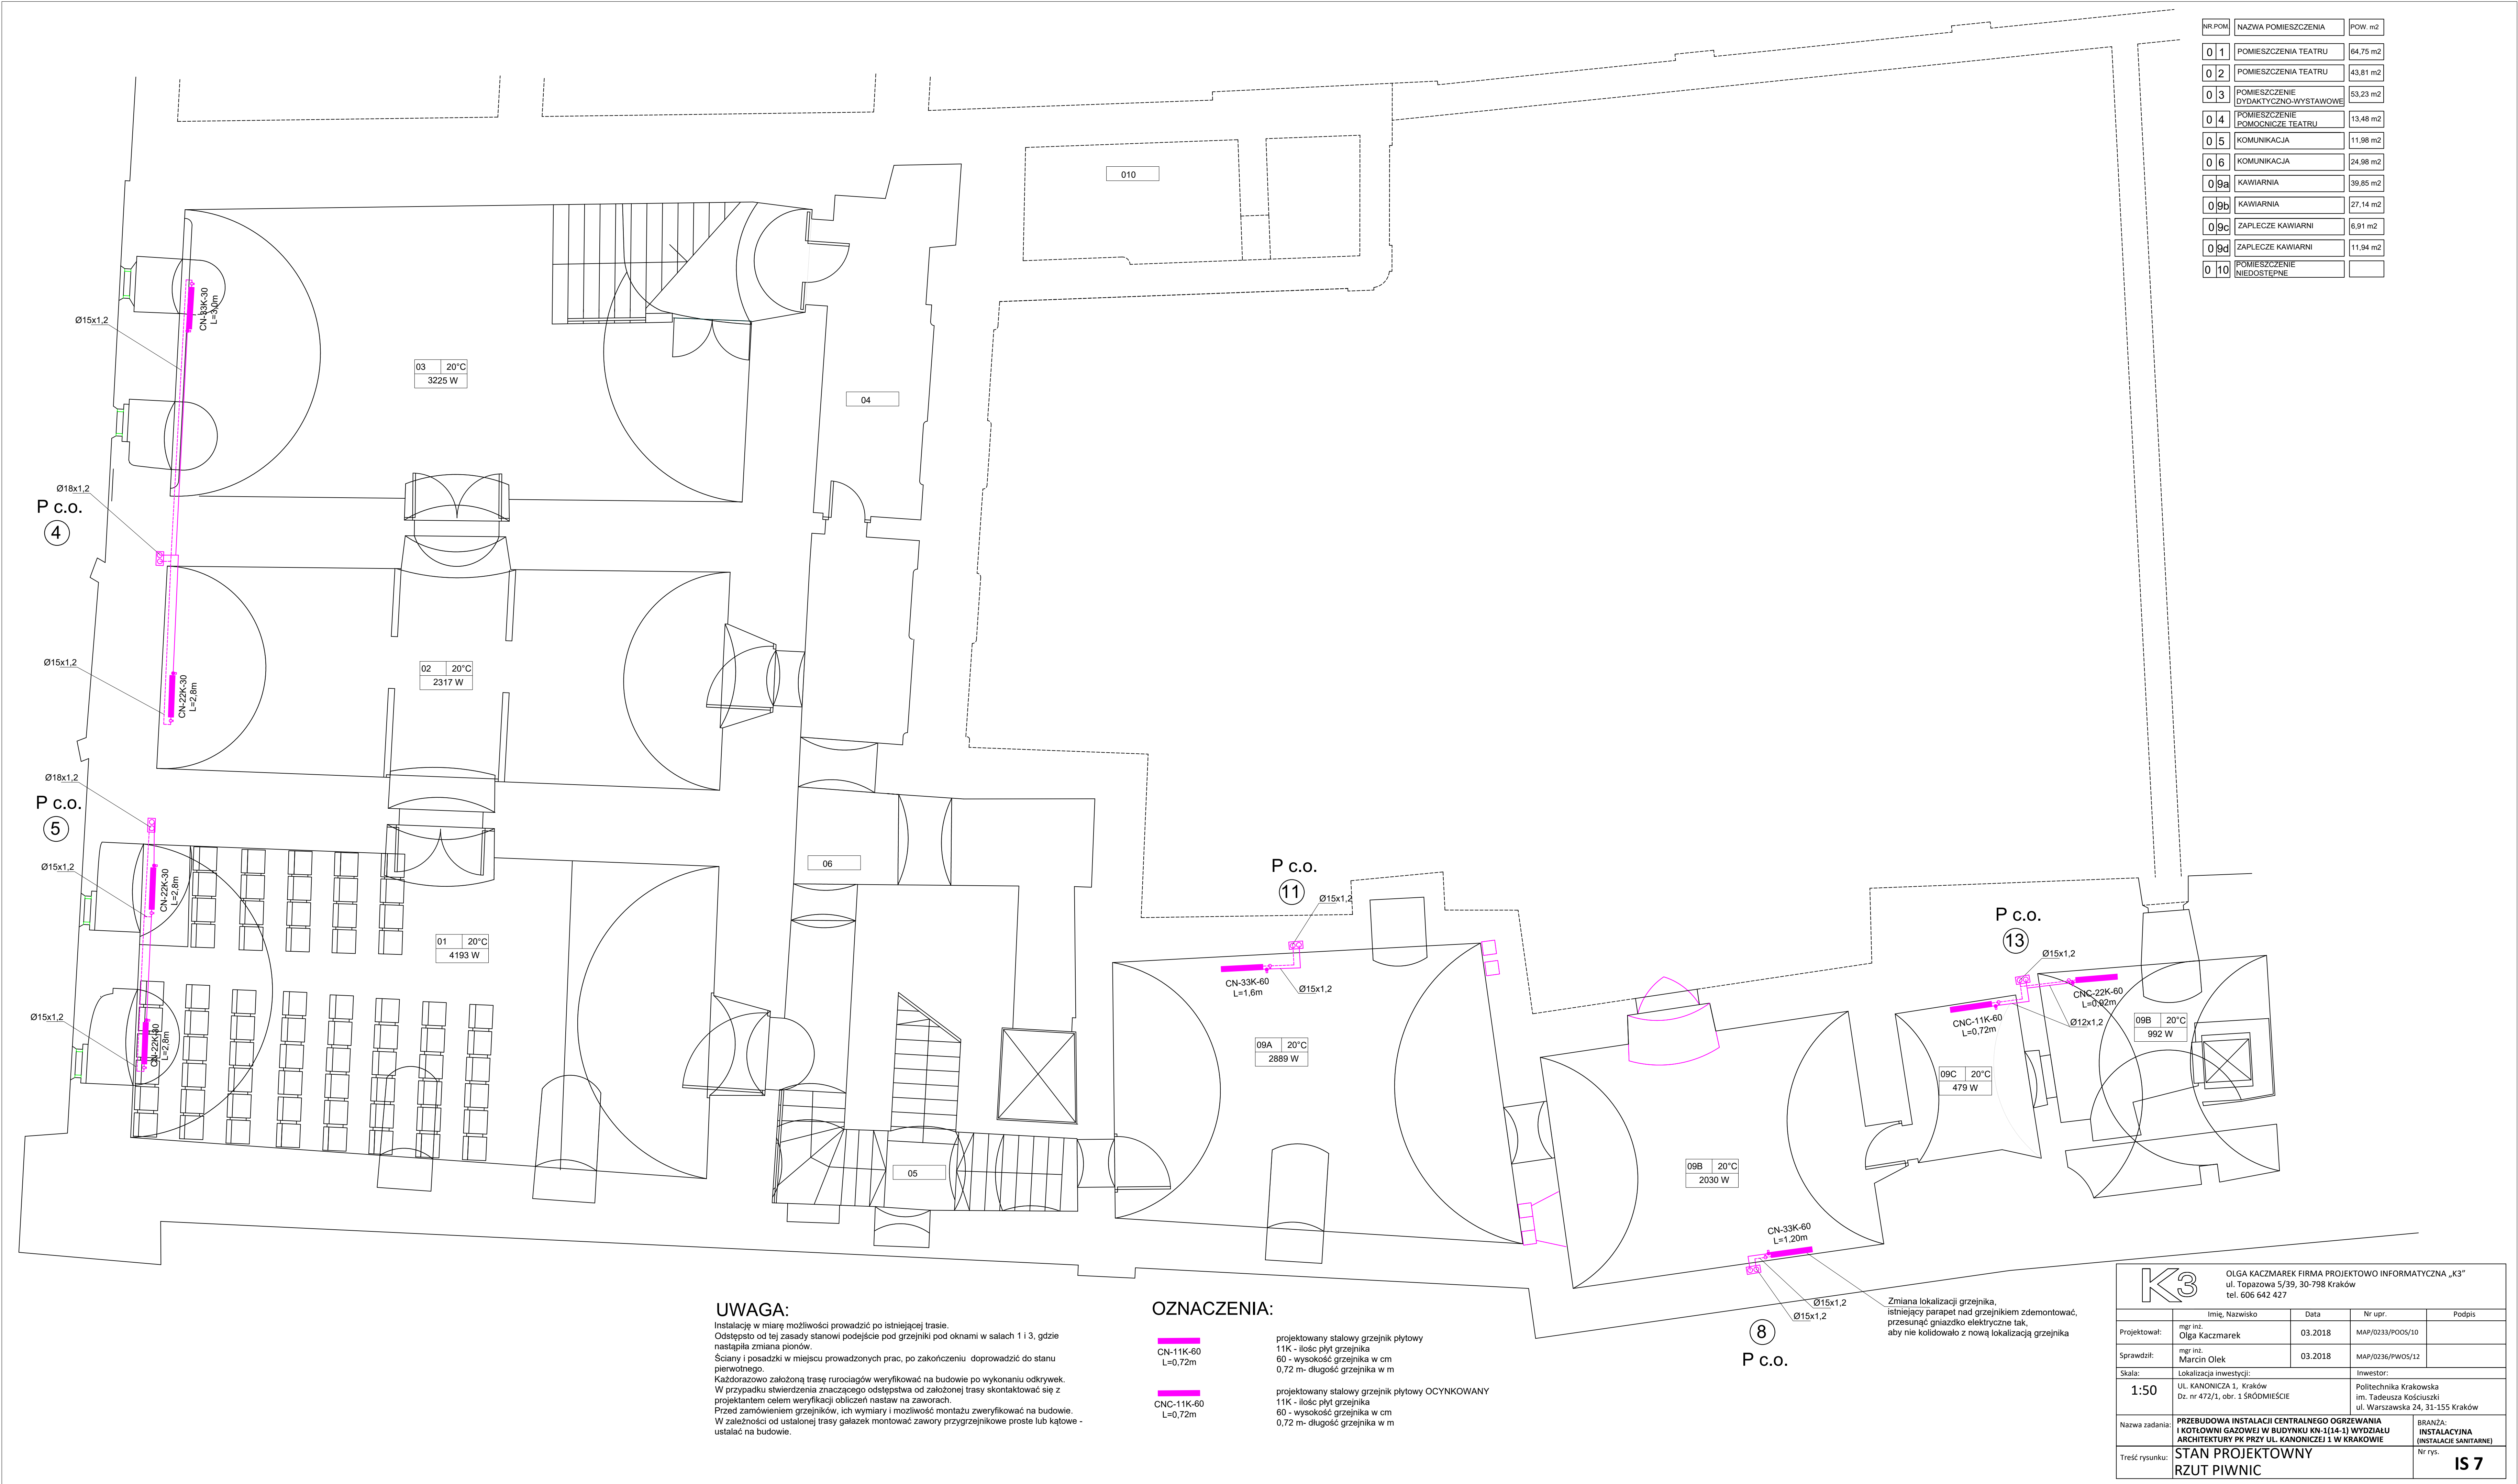 NR.POM. NAZWA POMIESZCZENIA POW. m2
0 1 POMIESZCZENIA TEATRU 64,75 m2
0 2 POMIESZCZENIA TEATRU 43,81 m2
0 3 POMIESZCZENIE DYDAKTYCZNO-WYSTAWOWE 53,23 m2
0 4 POMIESZCZENIE POMOCNICZE TEATRU 13,48 m2
0 5 KOMUNIKACJA 11,98 m2
0 6 KOMUNIKACJA 24,98 m2
0 9a KAWIARNIA 39,85 m2
0 9b KAWIARNIA 27,14 m2
0 9c ZAPLECZE KAWIARNI 6,91 m2
0 9d ZAPLECZE KAWIARNI 11,94 m2
0 10 POMIESZCZENIE NIEDOSTĘPNE
010
Ø15x1,2
CN-33K-30
L=3,0m
03 20°C
3225 W
04
Ø18x1,2
P c.o.
4
Ø15x1,2
CN-22K-30
L=2,8m
02 20°C
2317 W
Ø18x1,2
P c.o.
5
Ø15x1,2
CN-22K-30
L=2,8m
06
01 20°C
4193 W
Ø15x1,2
CN-22K-30
L=2,8m
05
P c.o.
11
Ø15x1,2
CN-33K-60
L=1,6m
Ø15x1,2
09A 20°C
2889 W
P c.o.
13
Ø15x1,2
CNC-22K-60
L=0,92m
CNC-11K-60
L=0,72m
Ø12x1,2
09B 20°C
992 W
09C 20°C
479 W
09B 20°C
2030 W
CN-33K-60
L=1,20m
Ø15x1,2
Ø15x1,2
8
P c.o.
Zmiana lokalizacji grzejnika,
istniejący parapet nad grzejnikiem zdemontować,
przesunąć gniazdko elektryczne tak,
aby nie kolidowało z nową lokalizacją grzejnika
UWAGA:
Instalację w miarę możliwości prowadzić po istniejącej trasie.
Odstępsto od tej zasady stanowi podejście pod grzejniki pod oknami w salach 1 i 3, gdzie
nastąpiła zmiana pionów.
Ściany i posadzki w miejscu prowadzonych prac, po zakończeniu doprowadzić do stanu
pierwotnego.
Każdorazowo założoną trasę rurociagów weryfikować na budowie po wykonaniu odkrywek.
W przypadku stwierdzenia znaczącego odstępstwa od założonej trasy skontaktować się z
projektantem celem weryfikacji obliczeń nastaw na zaworach.
Przed zamówieniem grzejników, ich wymiary i mozliwość montażu zweryfikować na budowie.
W zależności od ustalonej trasy gałazek montować zawory przygrzejnikowe proste lub kątowe -
ustalać na budowie.
OZNACZENIA:
CN-11K-60
L=0,72m
projektowany stalowy grzejnik płytowy
11K - ilośc płyt grzejnika
60 - wysokość grzejnika w cm
0,72 m- długość grzejnika w m
CNC-11K-60
L=0,72m
projektowany stalowy grzejnik płytowy OCYNKOWANY
11K - ilośc płyt grzejnika
60 - wysokość grzejnika w cm
0,72 m- długość grzejnika w m
K3
OLGA KACZMAREK FIRMA PROJEKTOWO INFORMATYCZNA „K3”
ul. Topazowa 5/39, 30-798 Kraków
tel. 606 642 427
Imię, Nazwisko Data Nr upr. Podpis
Projektował: mgr inż. Olga Kaczmarek 03.2018 MAP/0233/POOS/10
Sprawdził: mgr inż. Marcin Olek 03.2018 MAP/0236/PWOS/12
Skala: Lokalizacja inwestycji: Inwestor:
1:50
UL. KANONICZA 1, Kraków
Dz. nr 472/1, obr. 1 ŚRÓDMIEŚCIE
Politechnika Krakowska
im. Tadeusza Kościuszki
ul. Warszawska 24, 31-155 Kraków
Nazwa zadania:
PRZEBUDOWA INSTALACJI CENTRALNEGO OGRZEWANIA
I KOTŁOWNI GAZOWEJ W BUDYNKU KN-1(14-1) WYDZIAŁU
ARCHITEKTURY PK PRZY UL. KANONICZEJ 1 W KRAKOWIE
BRANŻA:
INSTALACYJNA
(INSTALACJE SANITARNE)
Treść rysunku:
STAN PROJEKTOWNY
RZUT PIWNIC
Nr rys.
IS 7